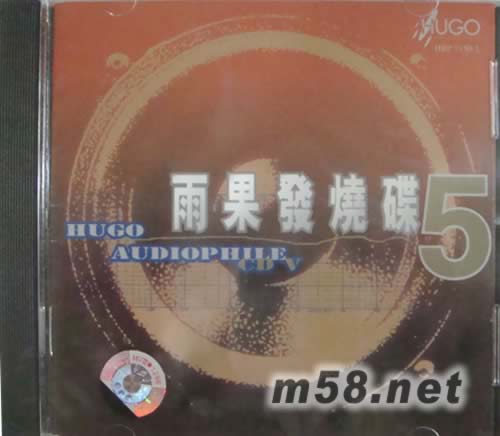 HUGO
雨果發燒碟5
HUGO
AUDIOPHILE
CD V
m58.net